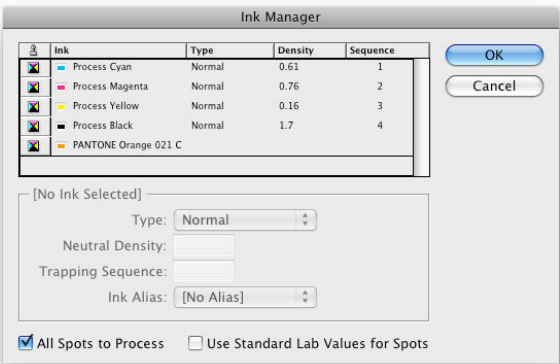 Ink Manager
Ink Type Density Sequence
Process Cyan Normal 0.61 1
Process Magenta Normal 0.76 2
Process Yellow Normal 0.16 3
Process Black Normal 1.7 4
PANTONE Orange 021 C
OK
Cancel
[No Ink Selected]
Type: Normal
Neutral Density:
Trapping Sequence:
Ink Alias: [No Alias]
All Spots to Process Use Standard Lab Values for Spots